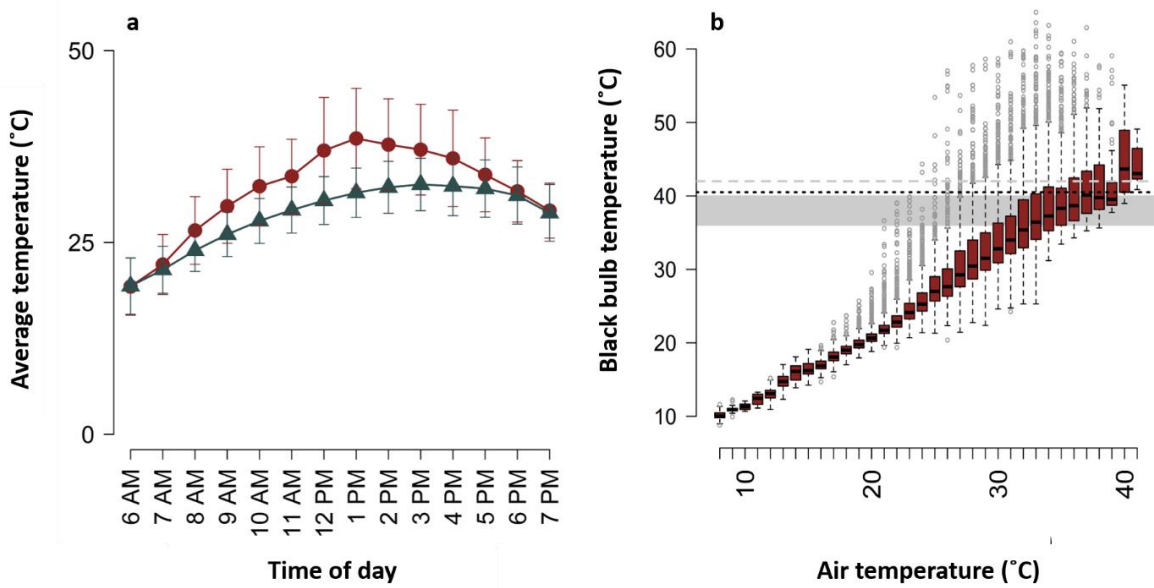 a
Average temperature (˚C)
50
25
0
6 AM
7 AM
8 AM
9 AM
10 AM
11 AM
12 PM
1 PM
2 PM
3 PM
4 PM
5 PM
6 PM
7 PM
Time of day
b
Black bulb temperature (˚C)
60
50
40
30
20
10
10
20
30
40
Air temperature (˚C)